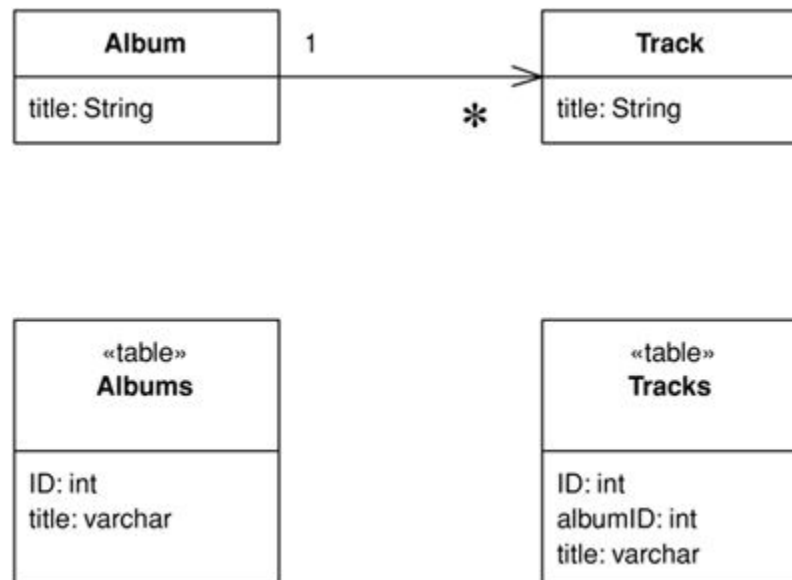 Album
1
Track
title: String
*
title: String
«table»
Albums
«table»
Tracks
ID: int
title: varchar
ID: int
albumID: int
title: varchar